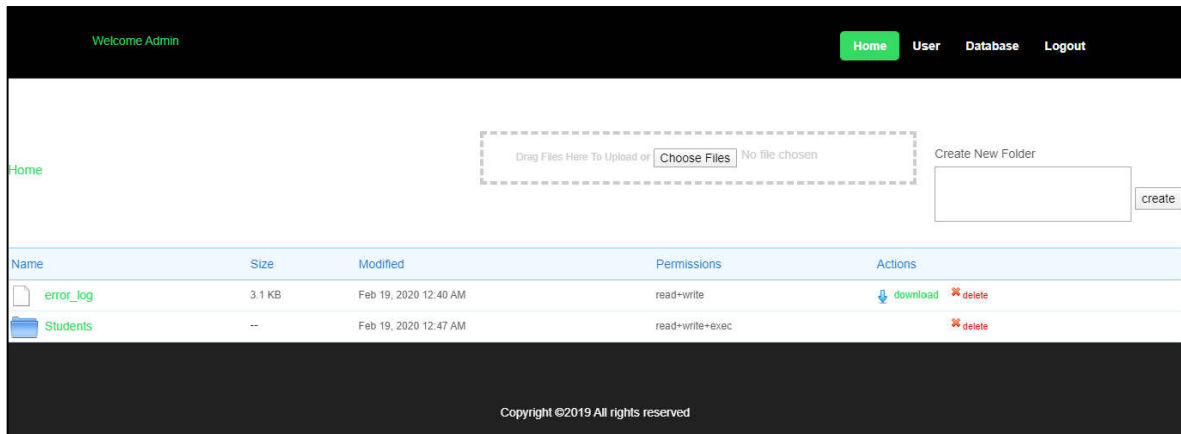 Welcome Admin
Home User Database Logout
Drag Files Here To Upload or Choose Files No file chosen
Create New Folder
Home
create
Name Size Modified Permissions Actions
error_log 3.1 KB Feb 19, 2020 12:40 AM read+write download delete
Students -- Feb 19, 2020 12:47 AM read+write+exec delete
Copyright ©2019 All rights reserved